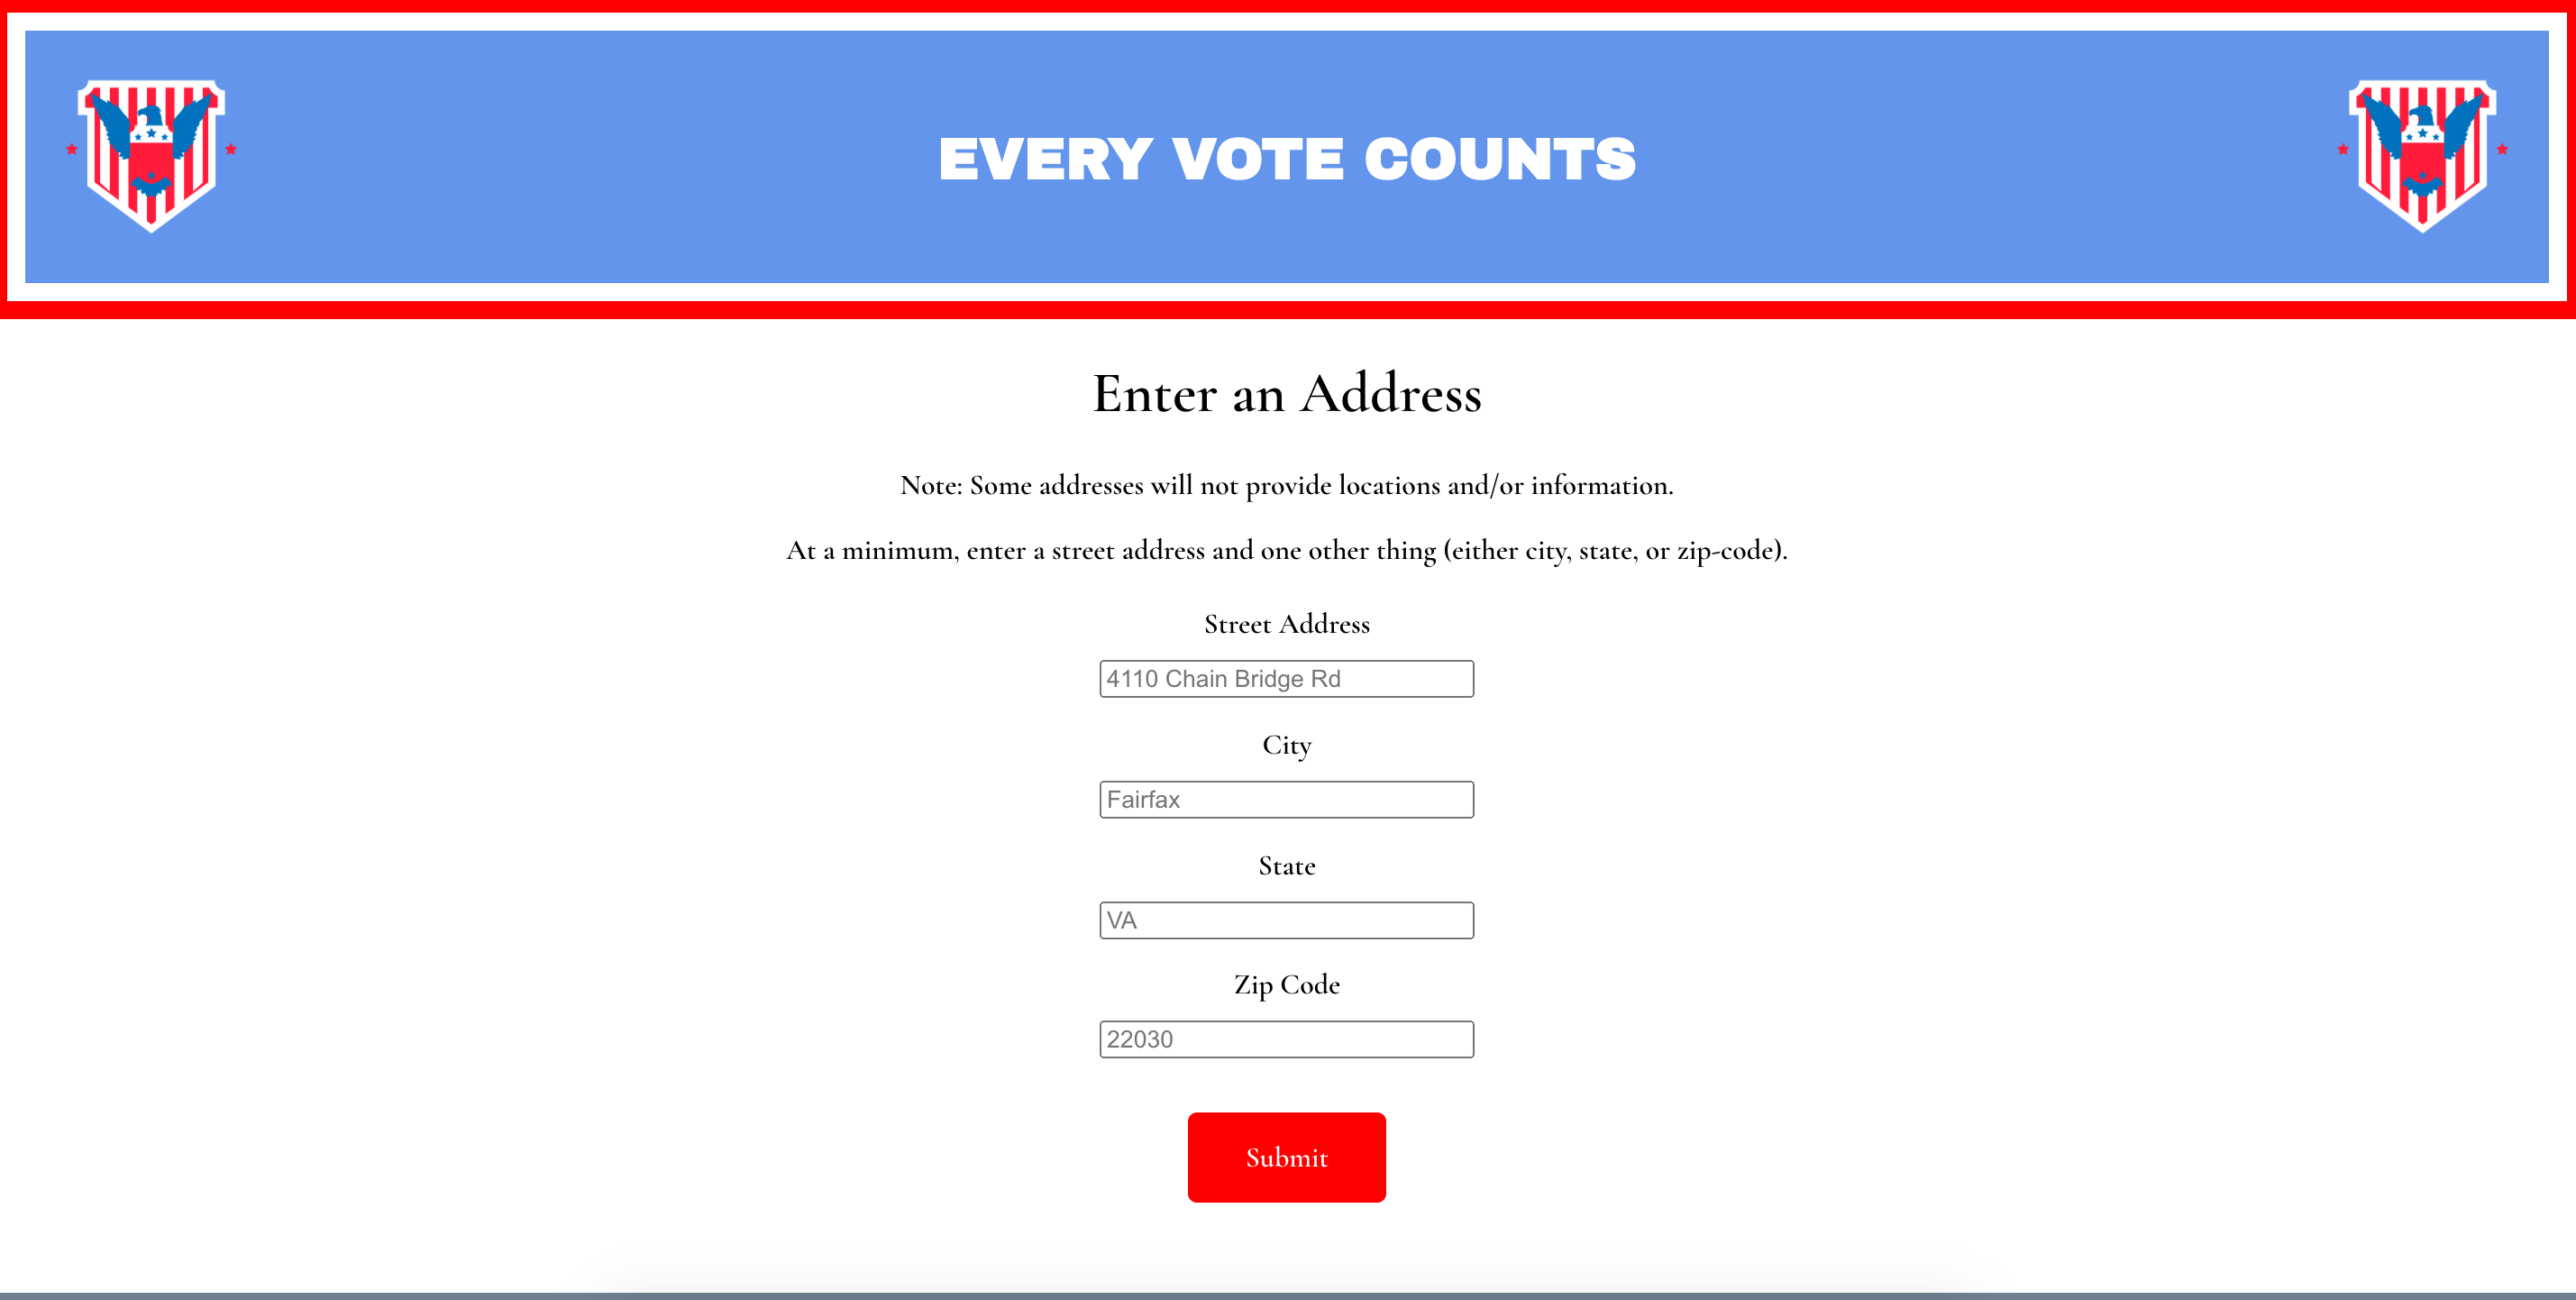 EVERY VOTE COUNTS
Enter an Address
Note: Some addresses will not provide locations and/or information.
At a minimum, enter a street address and one other thing (either city, state, or zip-code).
Street Address
4110 Chain Bridge Rd
City
Fairfax
State
VA
Zip Code
22030
Submit